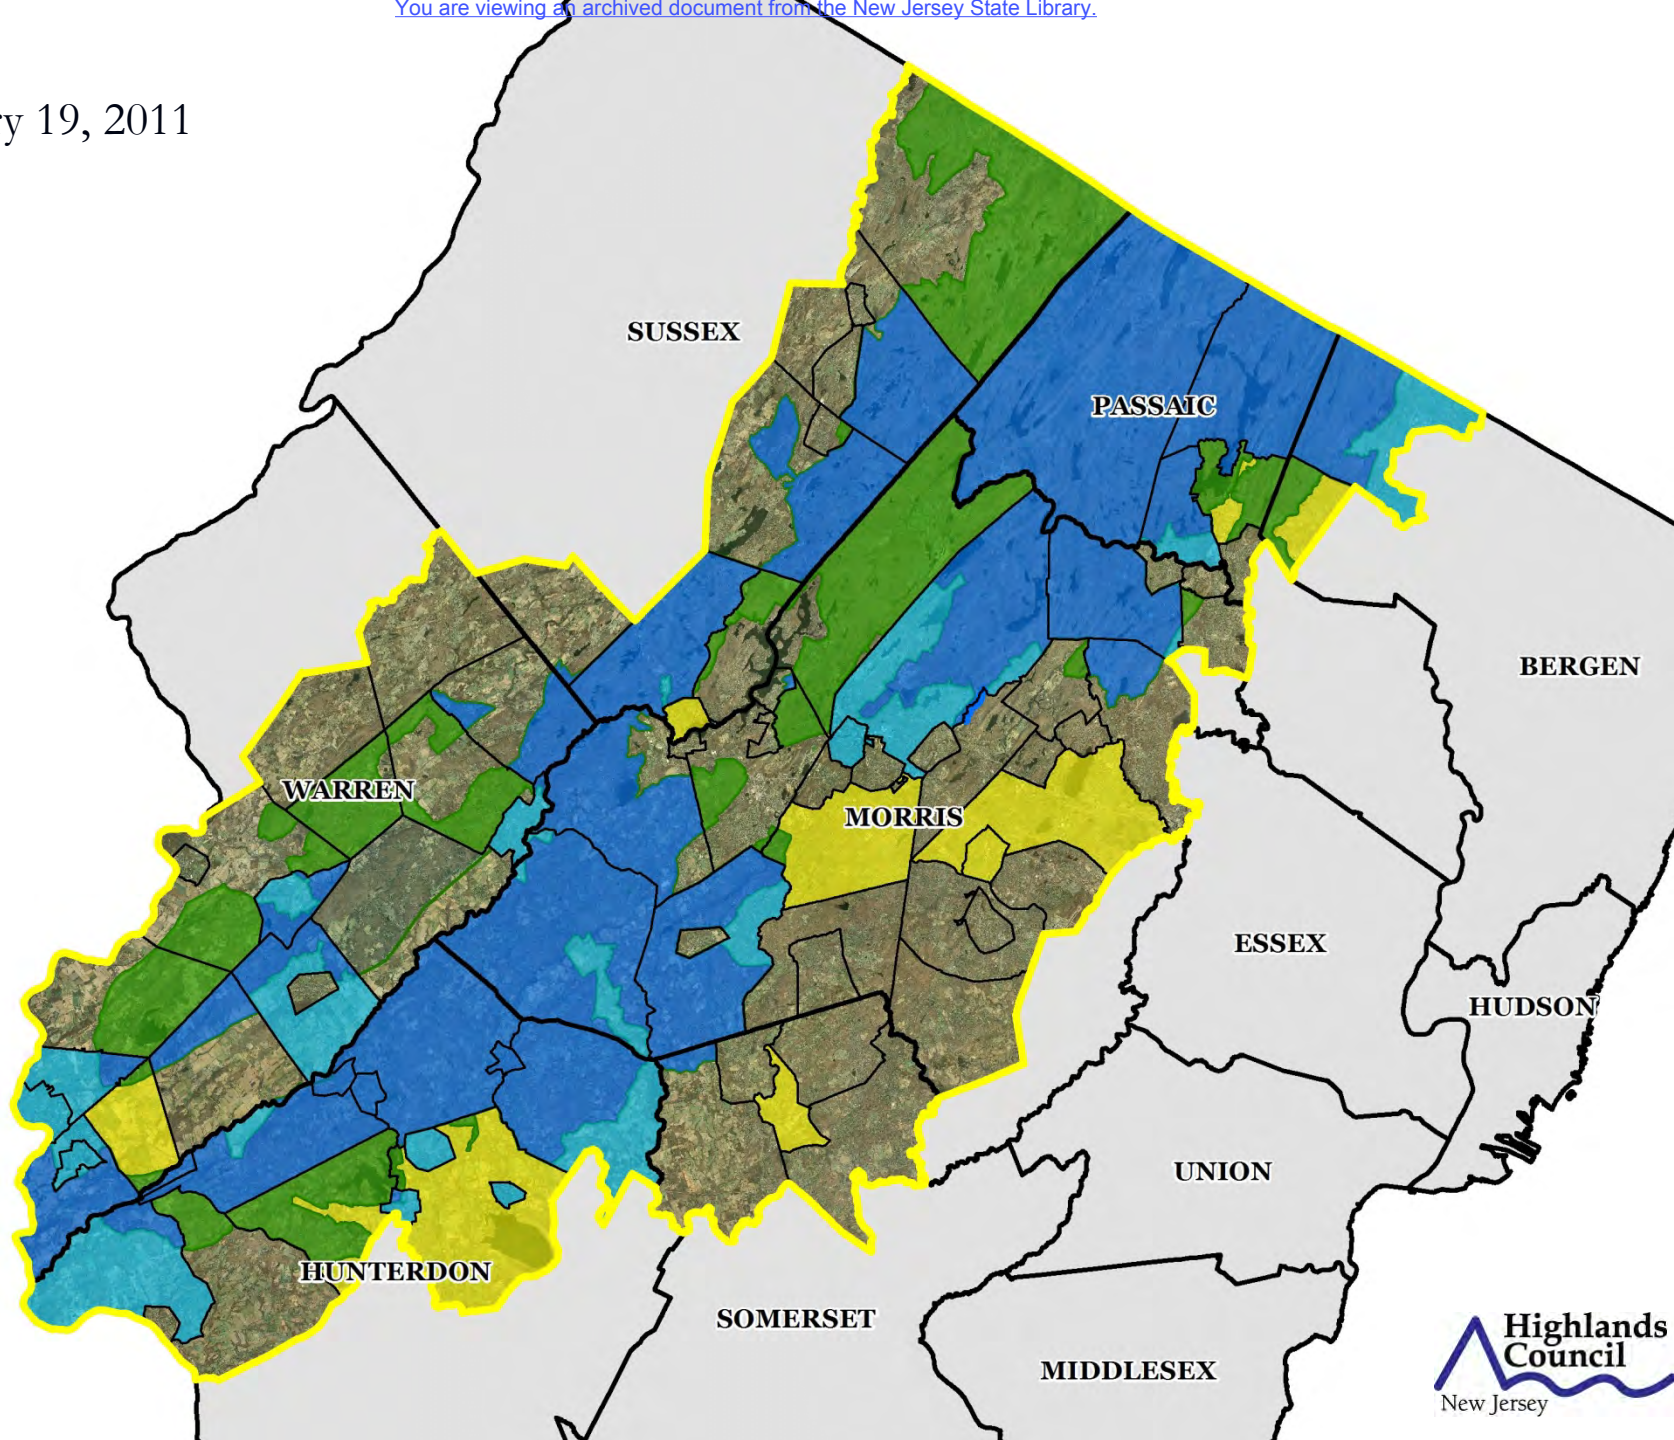 You are viewing an archived document from the New Jersey State Library.
ry 19, 2011
SUSSEX
PASSAIC
BERGEN
WARREN
MORRIS
ESSEX
HUDSON
UNION
HUNTERDON
SOMERSET
MIDDLESEX
Highlands
Council
New Jersey